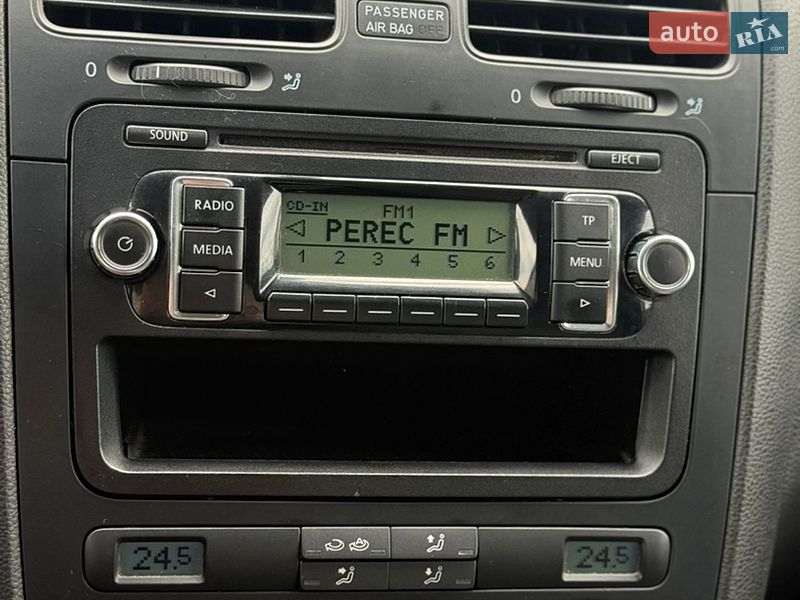 PASSENGER
AIR BAG OFF
auto RIA .com
0
0
SOUND
EJECT
RADIO
MEDIA
CD-IN
FM1
PEREC FM
1 2 3 4 5 6
TP
MENU
24.5
24.5